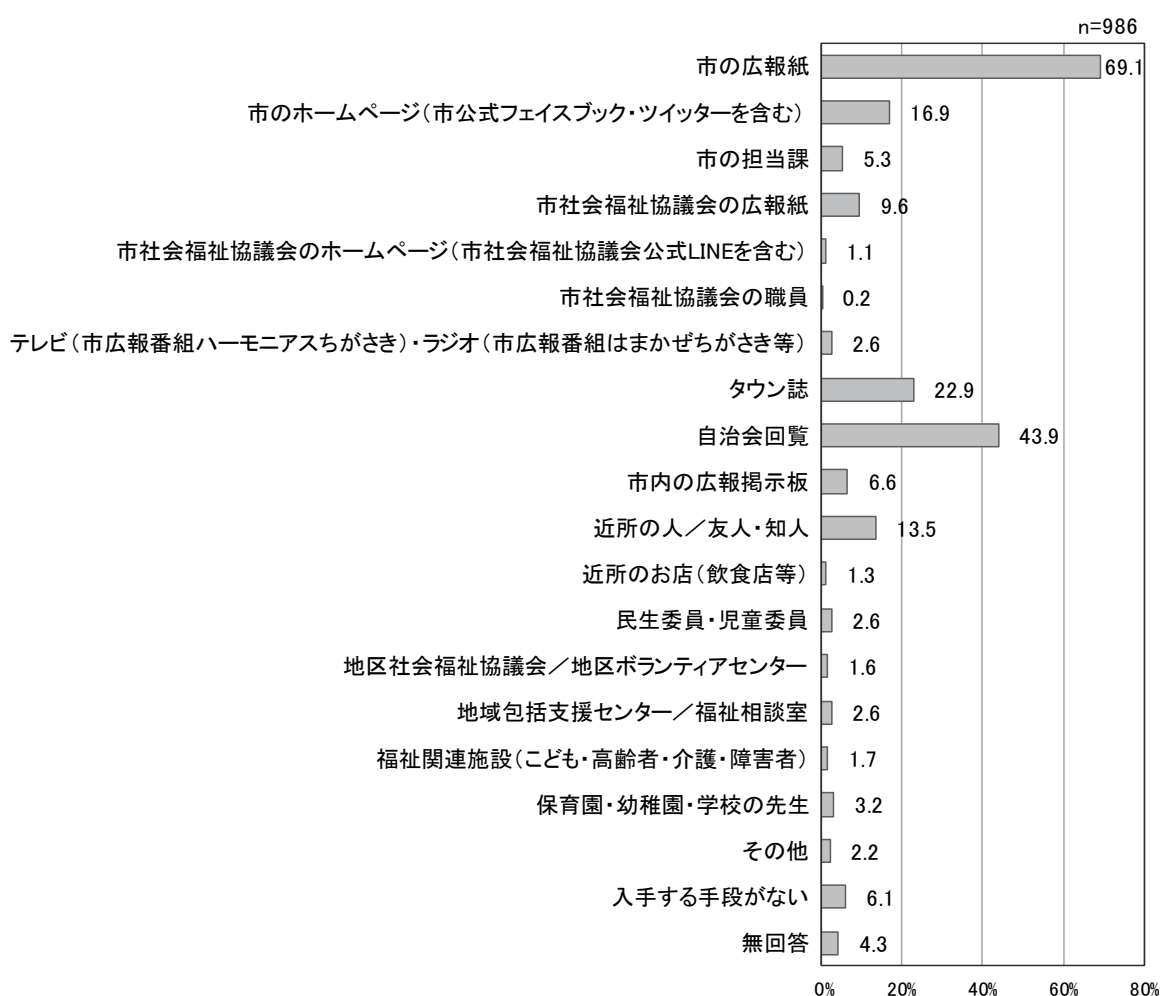 n=986
市の広報紙 69.1
市のホームページ（市公式フェイスブック・ツイッターを含む） 16.9
市の担当課 5.3
市社会福祉協議会の広報紙 9.6
市社会福祉協議会のホームページ（市社会福祉協議会公式LINEを含む） 1.1
市社会福祉協議会の職員 0.2
テレビ（市広報番組ハーモニアスちがさき）・ラジオ（市広報番組はまかぜちがさき等） 2.6
タウン誌 22.9
自治会回覧 43.9
市内の広報掲示板 6.6
近所の人／友人・知人 13.5
近所のお店（飲食店等） 1.3
民生委員・児童委員 2.6
地区社会福祉協議会／地区ボランティアセンター 1.6
地域包括支援センター／福祉相談室 2.6
福祉関連施設（こども・高齢者・介護・障害者） 1.7
保育園・幼稚園・学校の先生 3.2
その他 2.2
入手する手段がない 6.1
無回答 4.3
0% 20% 40% 60% 80%